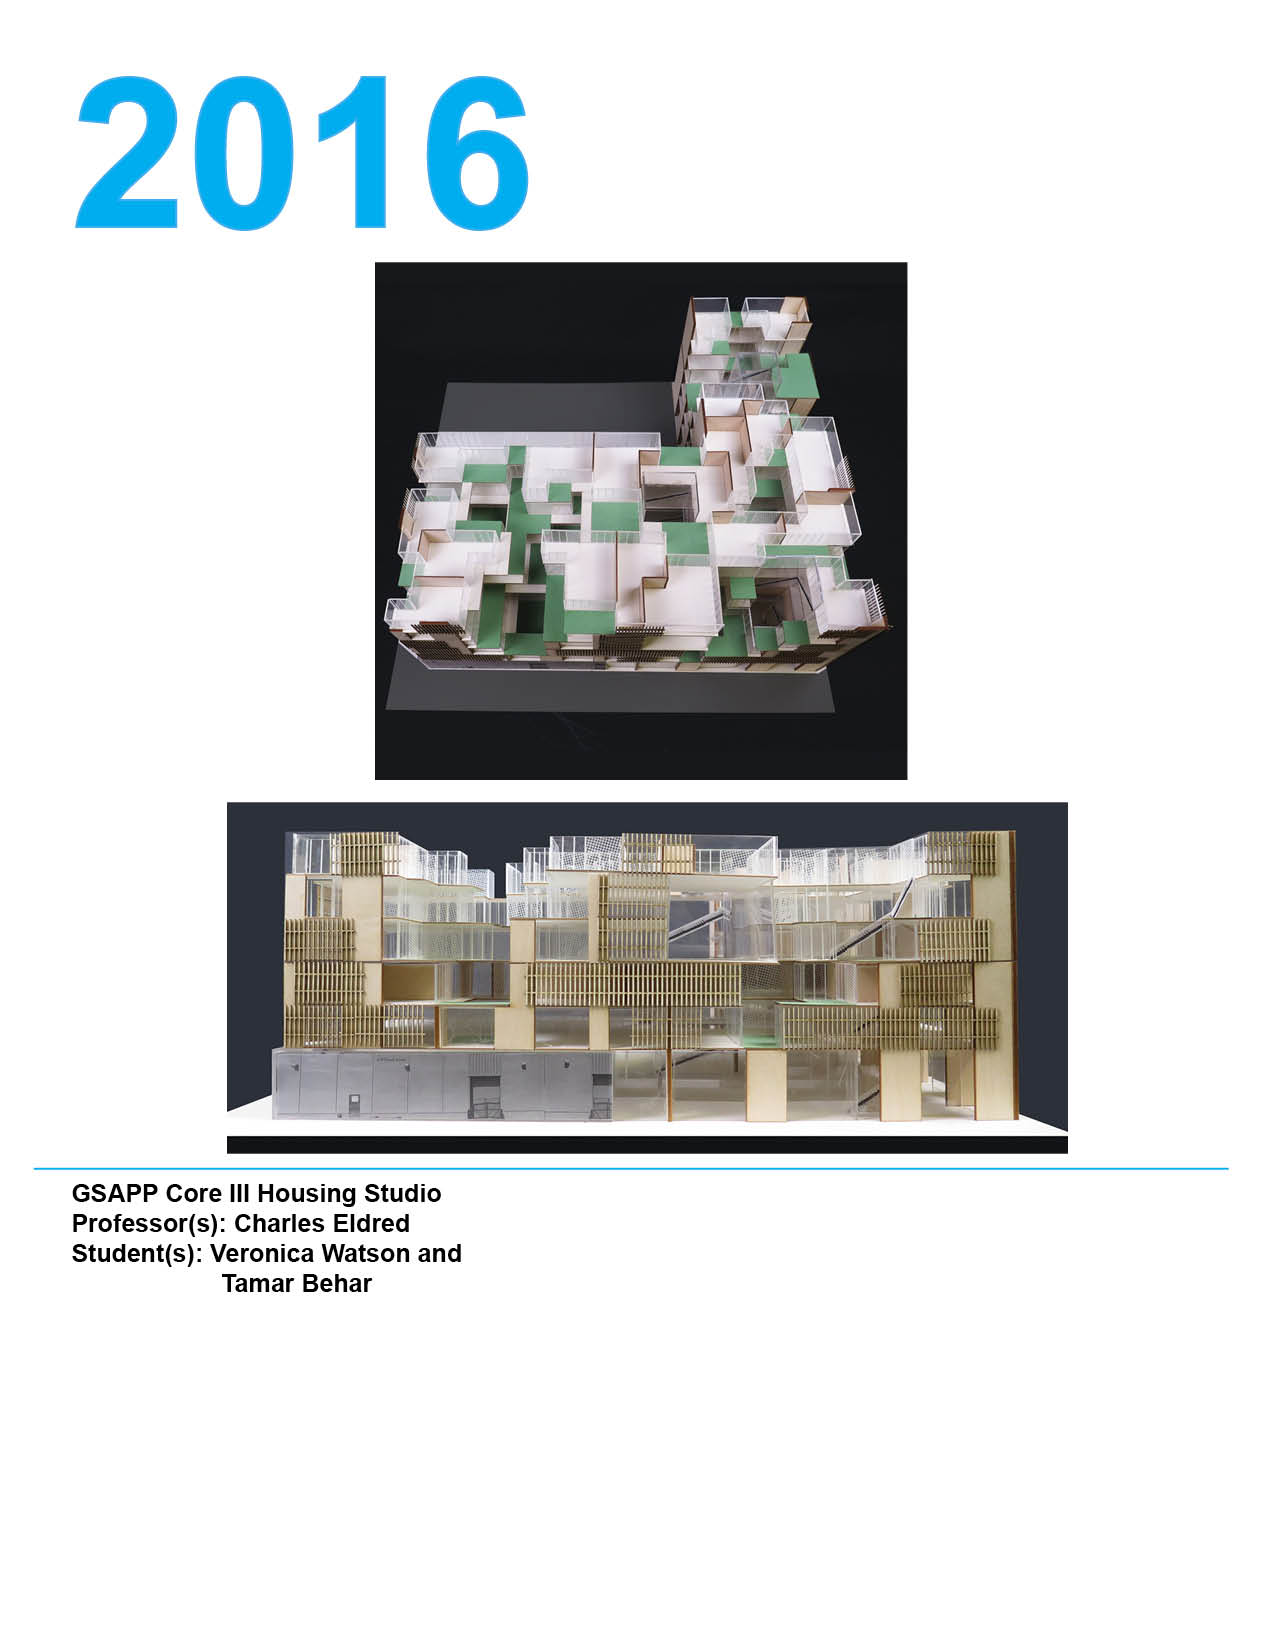 2016
GSAPP Core III Housing Studio
Professor(s): Charles Eldred
Student(s): Veronica Watson and
Tamar Behar